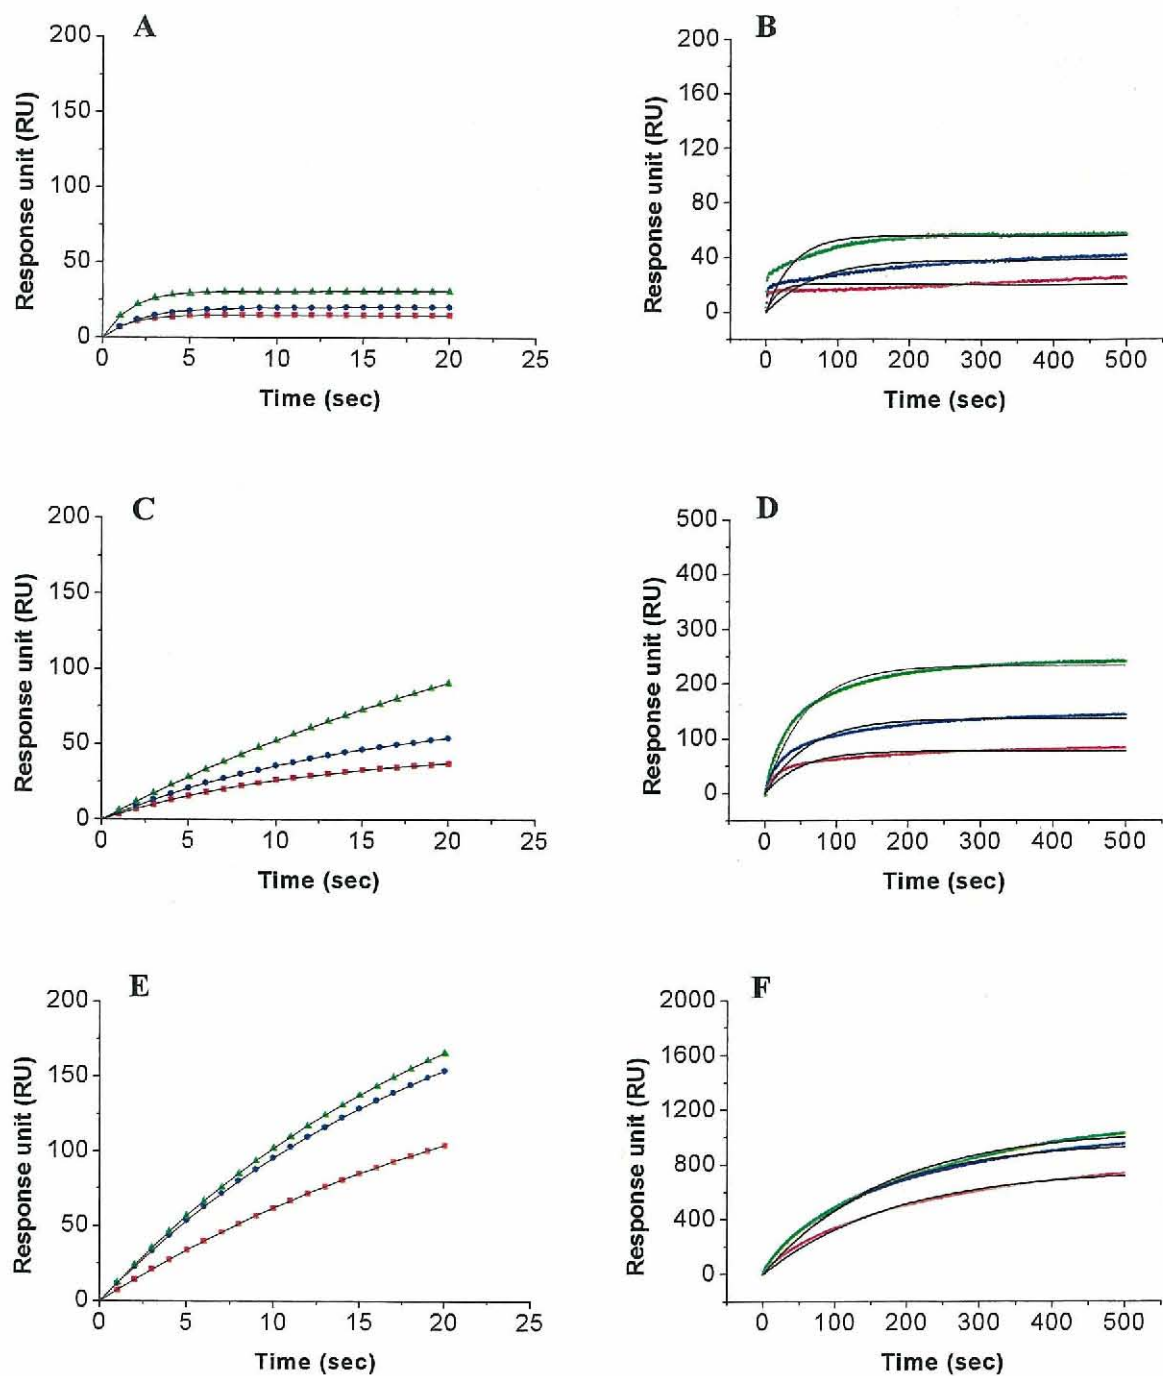 A
Response unit (RU)
200
150
100
50
0
0 5 10 15 20 25
Time (sec)
B
Response unit (RU)
200
160
120
80
40
0
0 100 200 300 400 500
Time (sec)
C
Response unit (RU)
200
150
100
50
0
0 5 10 15 20 25
Time (sec)
D
Response unit (RU)
500
400
300
200
100
0
0 100 200 300 400 500
Time (sec)
E
Response unit (RU)
200
150
100
50
0
0 5 10 15 20 25
Time (sec)
F
Response unit (RU)
2000
1600
1200
800
400
0
0 100 200 300 400 500
Time (sec)